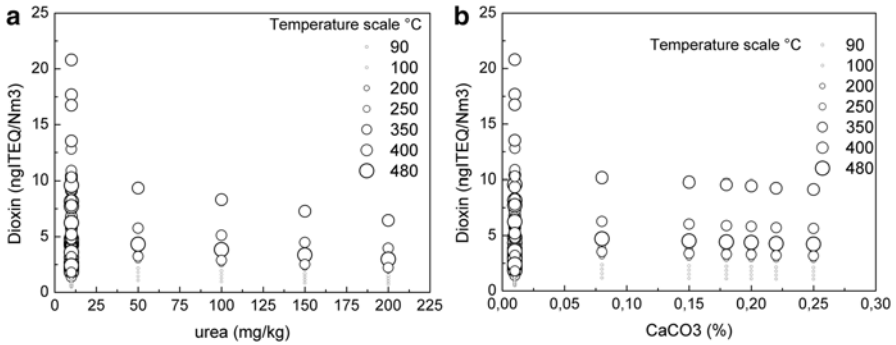 a
Temperature scale °C
90
100
200
250
350
400
480
25
20
15
10
5
0
Dioxin (ngITEQ/Nm3)
0 25 50 75 100 125 150 175 200 225
urea (mg/kg)
b
Temperature scale °C
90
100
200
250
350
400
480
25
20
15
10
5
0
Dioxin (ngITEQ/Nm3)
0,00 0,05 0,10 0,15 0,20 0,25 0,30
CaCO3 (%)